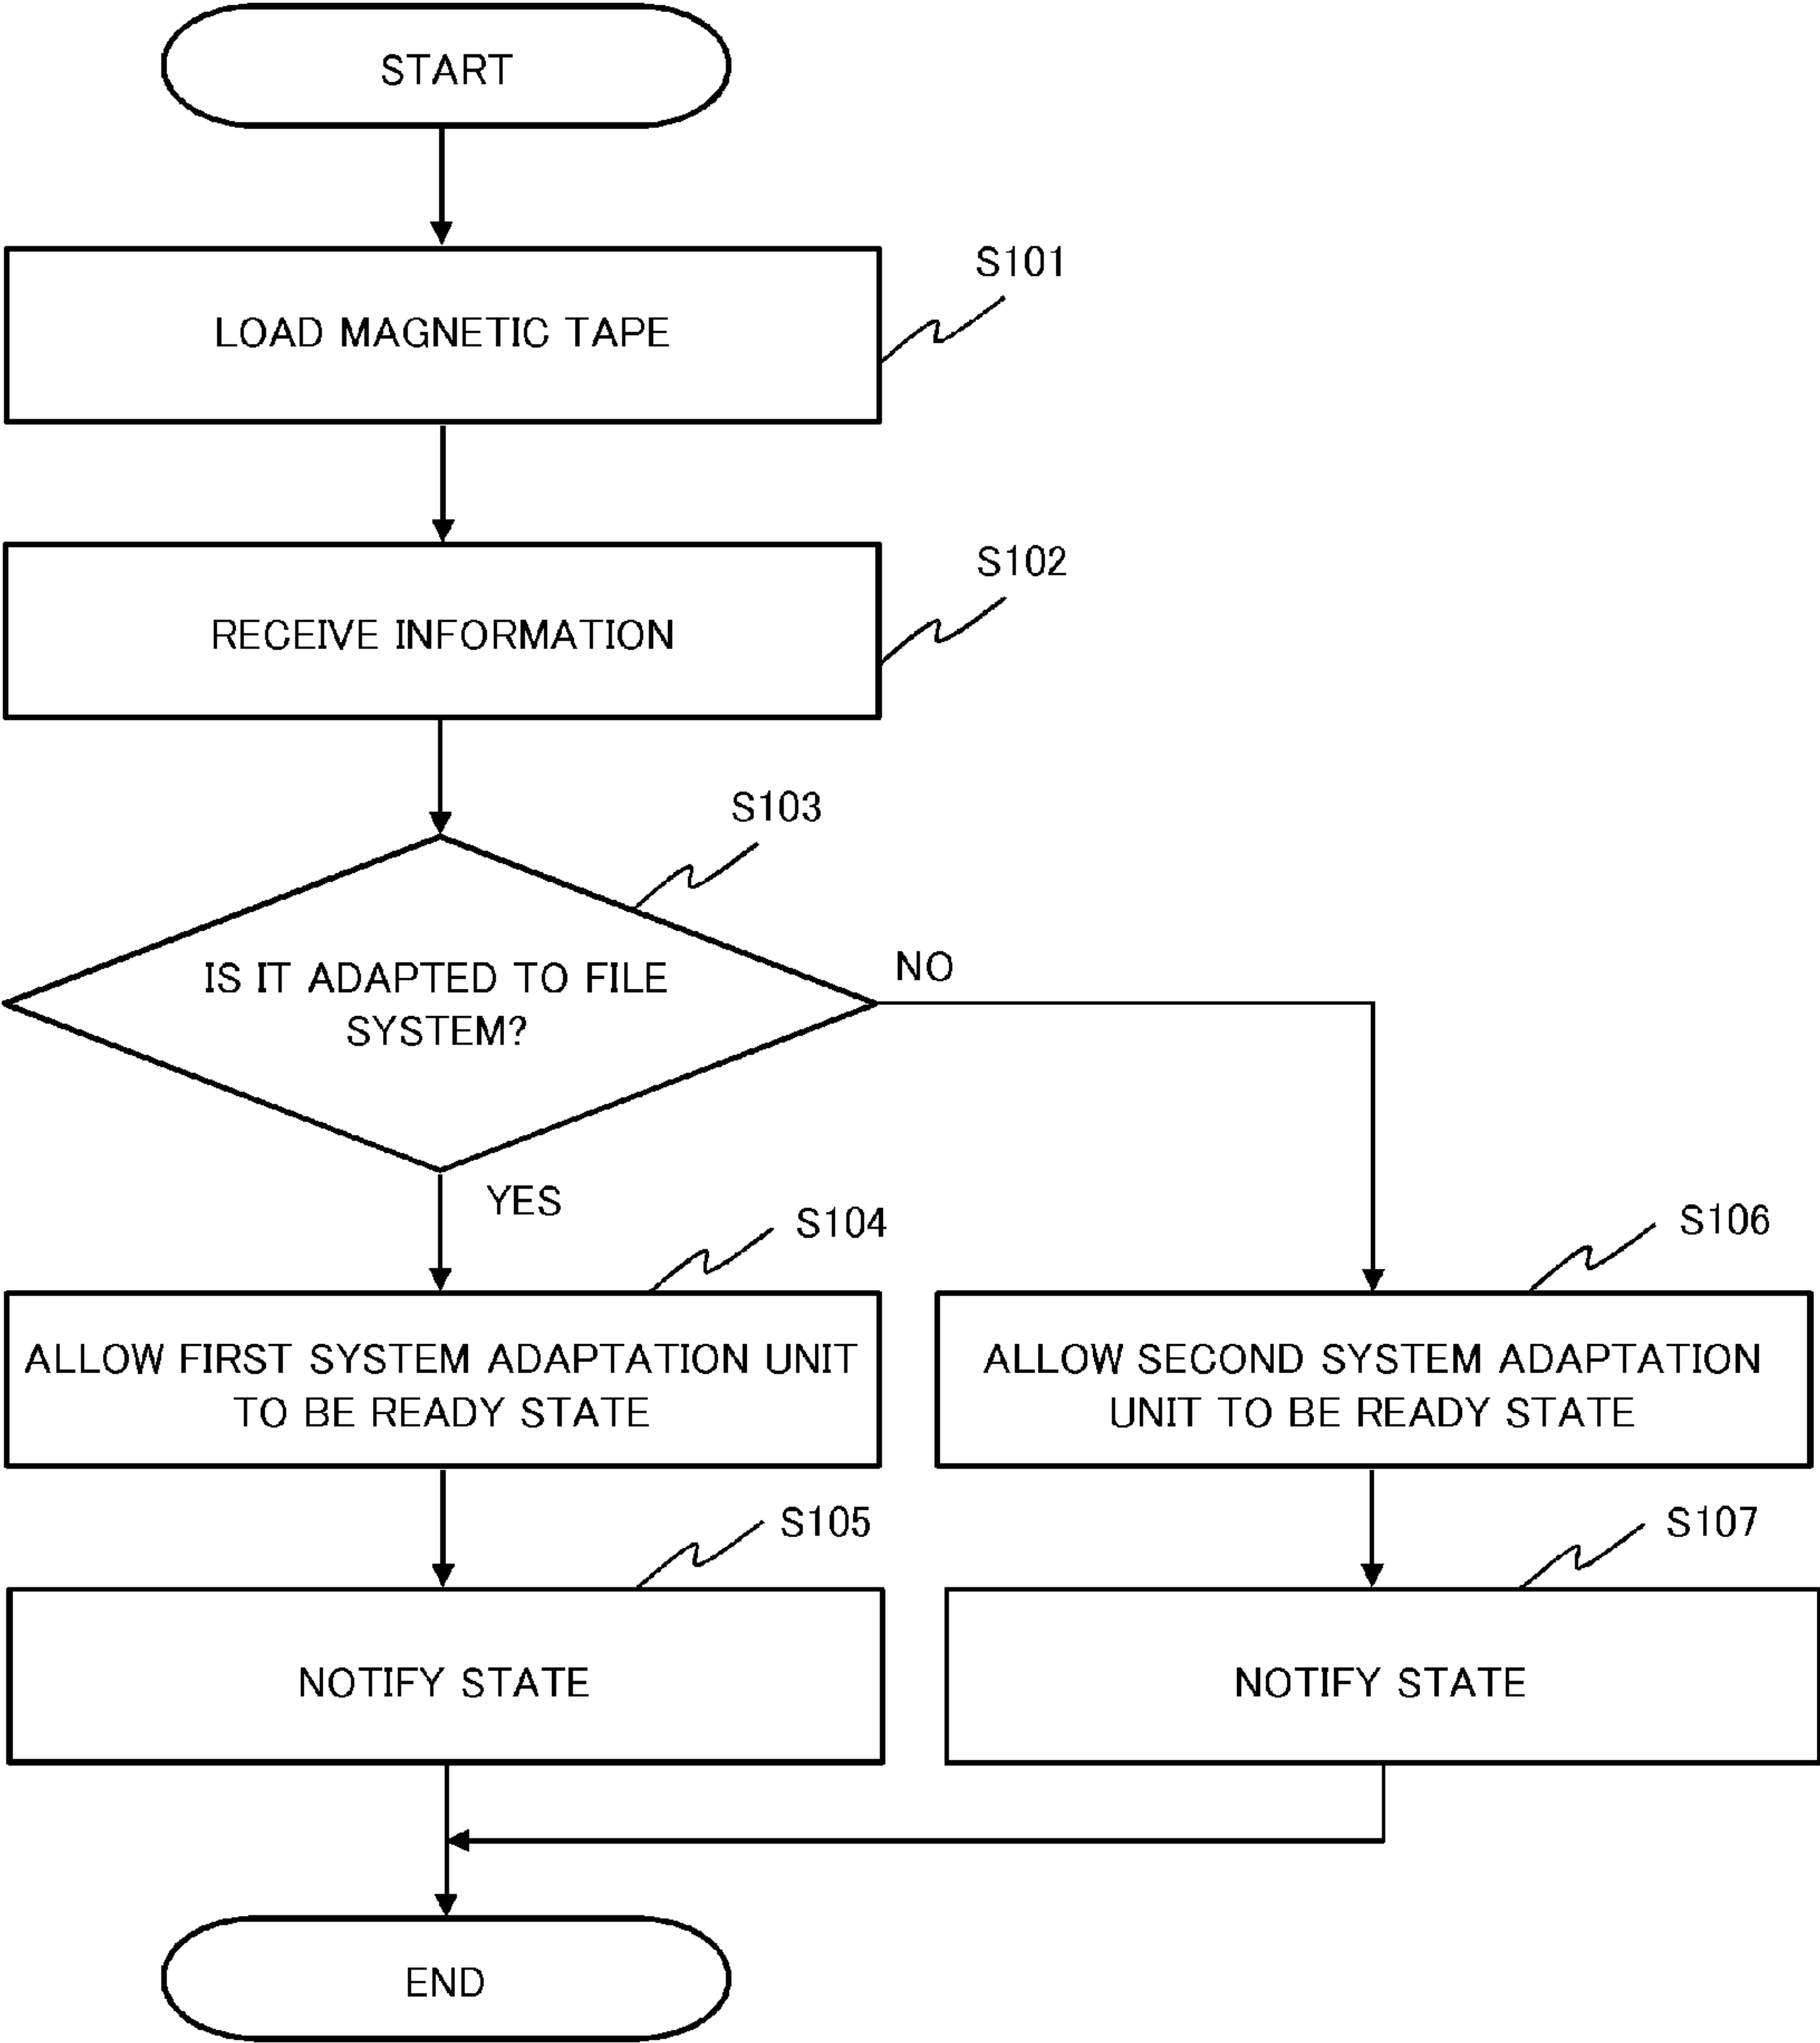 START
S101
LOAD MAGNETIC TAPE
S102
RECEIVE INFORMATION
S103
IS IT ADAPTED TO FILE
SYSTEM?
NO
YES
S104
ALLOW FIRST SYSTEM ADAPTATION UNIT
TO BE READY STATE
S106
ALLOW SECOND SYSTEM ADAPTATION
UNIT TO BE READY STATE
S105
NOTIFY STATE
S107
NOTIFY STATE
END